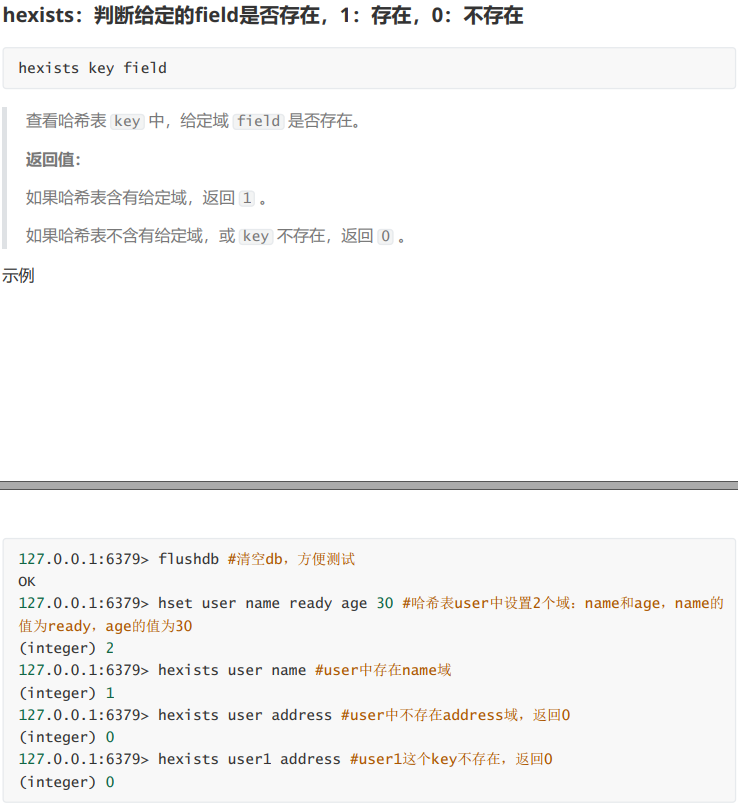 hexists：判断给定的field是否存在，1：存在，0：不存在
hexists key field
查看哈希表 key 中，给定域 field 是否存在。
返回值：
如果哈希表含有给定域，返回 1 。
如果哈希表不含有给定域，或 key 不存在，返回 0 。
示例
127.0.0.1:6379> flushdb #清空db，方便测试
OK
127.0.0.1:6379> hset user name ready age 30 #哈希表user中设置2个域：name和age，name的
值为ready，age的值为30
(integer) 2
127.0.0.1:6379> hexists user name #user中存在name域
(integer) 1
127.0.0.1:6379> hexists user address #user中不存在address域，返回0
(integer) 0
127.0.0.1:6379> hexists user1 address #user1这个key不存在，返回0
(integer) 0